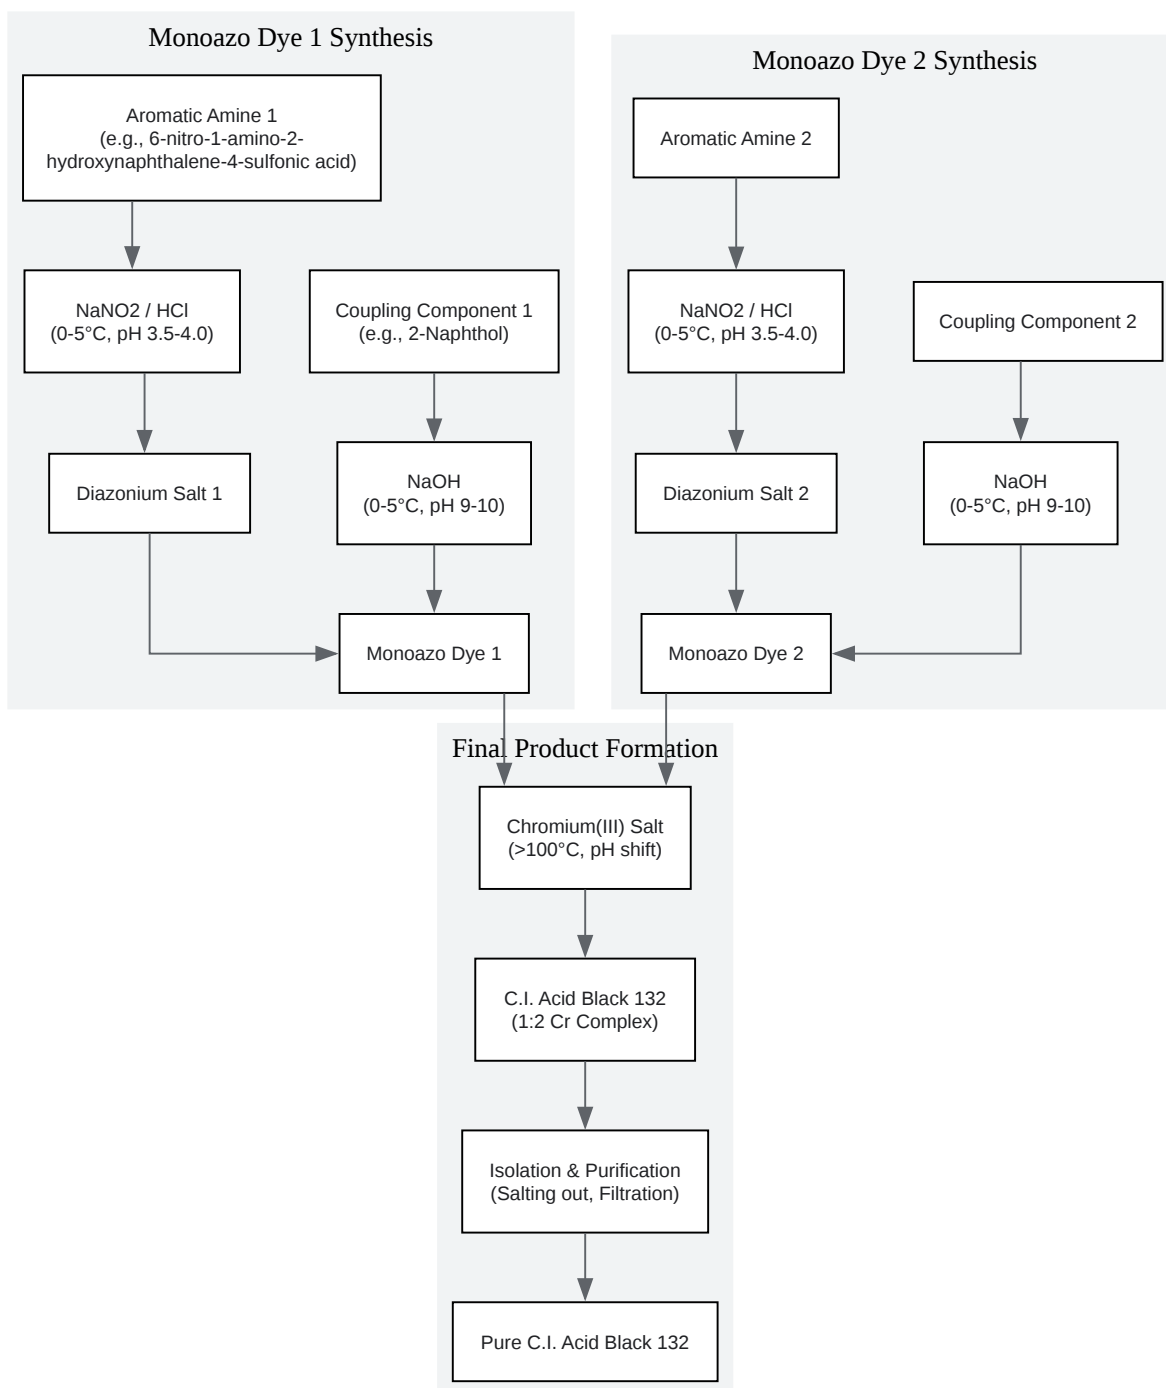 Monoazo Dye 1 Synthesis
Aromatic Amine 1
(e.g., 6-nitro-1-amino-2-
hydroxynaphthalene-4-sulfonic acid)
NaNO2 / HCl
(0-5°C, pH 3.5-4.0)
Coupling Component 1
(e.g., 2-Naphthol)
Diazonium Salt 1
NaOH
(0-5°C, pH 9-10)
Monoazo Dye 1
Monoazo Dye 2 Synthesis
Aromatic Amine 2
NaNO2 / HCl
(0-5°C, pH 3.5-4.0)
Coupling Component 2
Diazonium Salt 2
NaOH
(0-5°C, pH 9-10)
Monoazo Dye 2
Final Product Formation
Chromium(III) Salt
(>100°C, pH shift)
C.I. Acid Black 132
(1:2 Cr Complex)
Isolation & Purification
(Salting out, Filtration)
Pure C.I. Acid Black 132